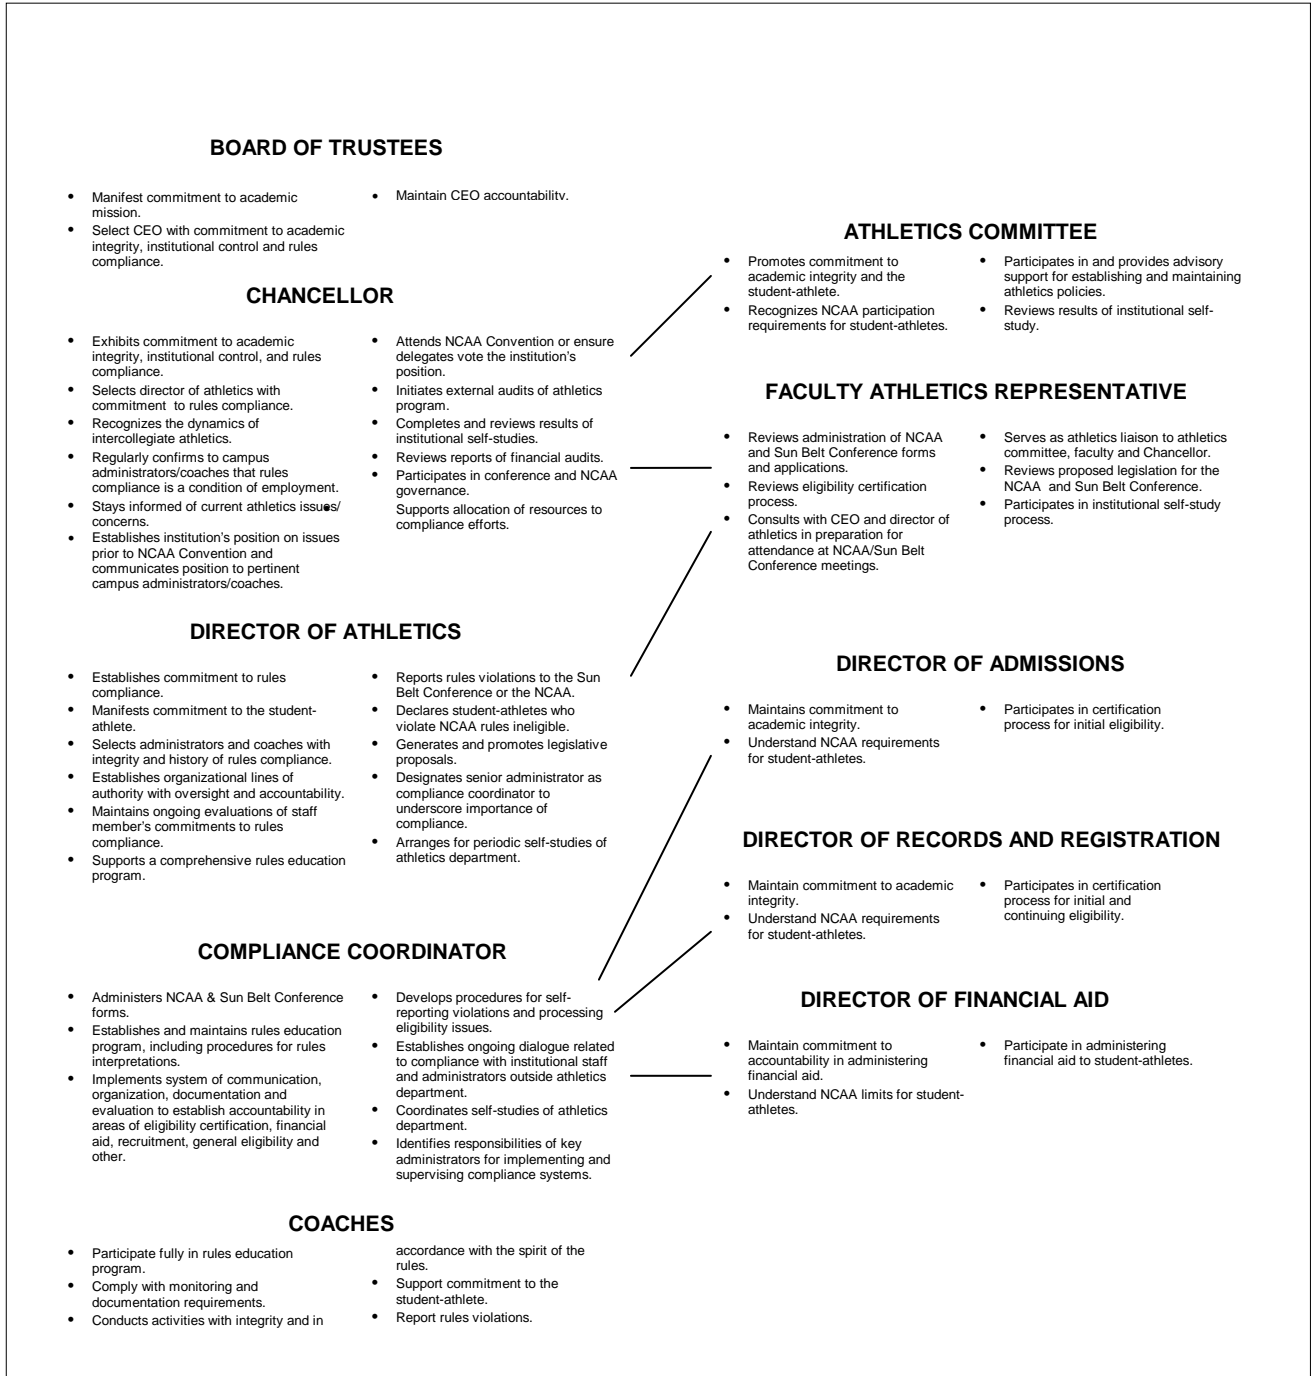 BOARD OF TRUSTEES
• Manifest commitment to academic
mission.
• Select CEO with commitment to academic
integrity, institutional control and rules
compliance.
• Maintain CEO accountability.
CHANCELLOR
• Exhibits commitment to academic
integrity, institutional control, and rules
compliance.
• Selects director of athletics with
commitment to rules compliance.
• Recognizes the dynamics of
intercollegiate athletics.
• Regularly confirms to campus
administrators/coaches that rules
compliance is a condition of employment.
• Stays informed of current athletics issues/
concerns.
• Establishes institution's position on issues
prior to NCAA Convention and
communicates position to pertinent
campus administrators/coaches.
• Attends NCAA Convention or ensure
delegates vote the institution's
position.
• Initiates external audits of athletics
program.
• Completes and reviews results of
institutional self-studies.
• Reviews reports of financial audits.
• Participates in conference and NCAA
governance.
• Supports allocation of resources to
compliance efforts.
DIRECTOR OF ATHLETICS
• Establishes commitment to rules
compliance.
• Manifests commitment to the student-
athlete.
• Selects administrators and coaches with
integrity and history of rules compliance.
• Establishes organizational lines of
authority with oversight and accountability.
• Maintains ongoing evaluations of staff
member's commitments to rules
compliance.
• Supports a comprehensive rules education
program.
• Reports rules violations to the Sun
Belt Conference or the NCAA.
• Declares student-athletes who
violate NCAA rules ineligible.
• Generates and promotes legislative
proposals.
• Designates senior administrator as
compliance coordinator to
underscore importance of
compliance.
• Arranges for periodic self-studies of
athletics department.
COMPLIANCE COORDINATOR
• Administers NCAA & Sun Belt Conference
forms.
• Establishes and maintains rules education
program, including procedures for rules
interpretations.
• Implements system of communication,
organization, documentation and
evaluation to establish accountability in
areas of eligibility certification, financial
aid, recruitment, general eligibility and
other.
• Develops procedures for self-
reporting violations and processing
eligibility issues.
• Establishes ongoing dialogue related
to compliance with institutional staff
and administrators outside athletics
department.
• Coordinates self-studies of athletics
department.
• Identifies responsibilities of key
administrators for implementing and
supervising compliance systems.
COACHES
• Participate fully in rules education
program.
• Comply with monitoring and
documentation requirements.
• Conducts activities with integrity and in
accordance with the spirit of the
rules.
• Support commitment to the
student-athlete.
• Report rules violations.
ATHLETICS COMMITTEE
• Promotes commitment to
academic integrity and the
student-athlete.
• Recognizes NCAA participation
requirements for student-athletes.
• Participates in and provides advisory
support for establishing and maintaining
athletics policies.
• Reviews results of institutional self-
study.
FACULTY ATHLETICS REPRESENTATIVE
• Reviews administration of NCAA
and Sun Belt Conference forms
and applications.
• Reviews eligibility certification
process.
• Consults with CEO and director of
athletics in preparation for
attendance at NCAA/Sun Belt
Conference meetings.
• Serves as athletics liaison to athletics
committee, faculty and Chancellor.
• Reviews proposed legislation for the
NCAA and Sun Belt Conference.
• Participates in institutional self-study
process.
DIRECTOR OF ADMISSIONS
• Maintains commitment to
academic integrity.
• Understand NCAA requirements
for student-athletes.
• Participates in certification
process for initial eligibility.
DIRECTOR OF RECORDS AND REGISTRATION
• Maintain commitment to academic
integrity.
• Understand NCAA requirements
for student-athletes.
• Participates in certification
process for initial and
continuing eligibility.
DIRECTOR OF FINANCIAL AID
• Maintain commitment to
accountability in administering
financial aid.
• Understand NCAA limits for student-
athletes.
• Participate in administering
financial aid to student-athletes.